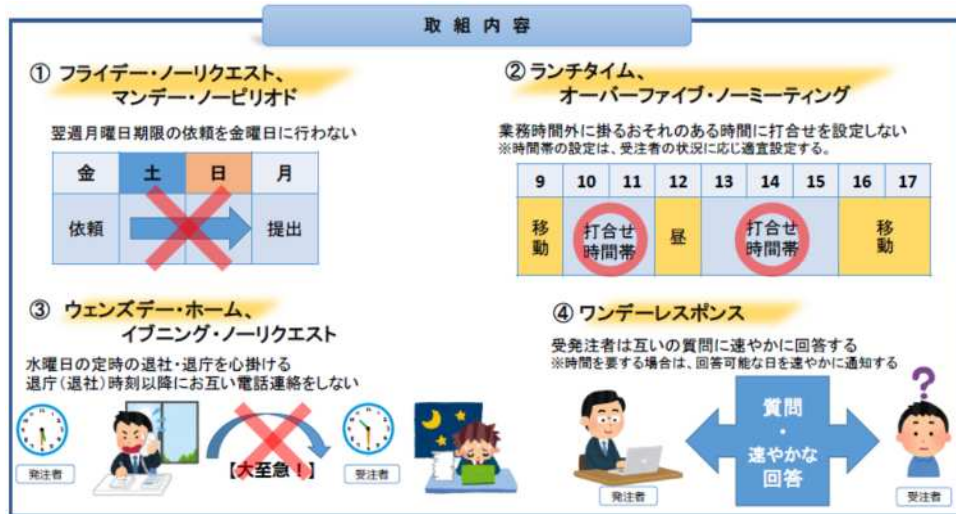 取組内容
① フライデー・ノーリクエスト、
マンデー・ノーピリオド
翌週月曜日期限の依頼を金曜日に行わない
金 土 日 月
依頼 提出
② ランチタイム、
オーバーファイブ・ノーミーティング
業務時間外に掛るおそれのある時間に打合せを設定しない
※時間帯の設定は、受注者の状況に応じ適宜設定する。
9 10 11 12 13 14 15 16 17
移動
打合せ
時間帯
昼
打合せ
時間帯
移動
③ ウェンズデー・ホーム、
イブニング・ノーリクエスト
水曜日の定時の退社・退庁を心掛ける
退庁（退社）時刻以降にお互い電話連絡をしない
発注者
【大至急！】
受注者
④ ワンデーレスポンス
受発注者は互いの質問に速やかに回答する
※時間を要する場合は、回答可能な日を速やかに通知する
質問
・
速やかな
回答
?
発注者
受注者